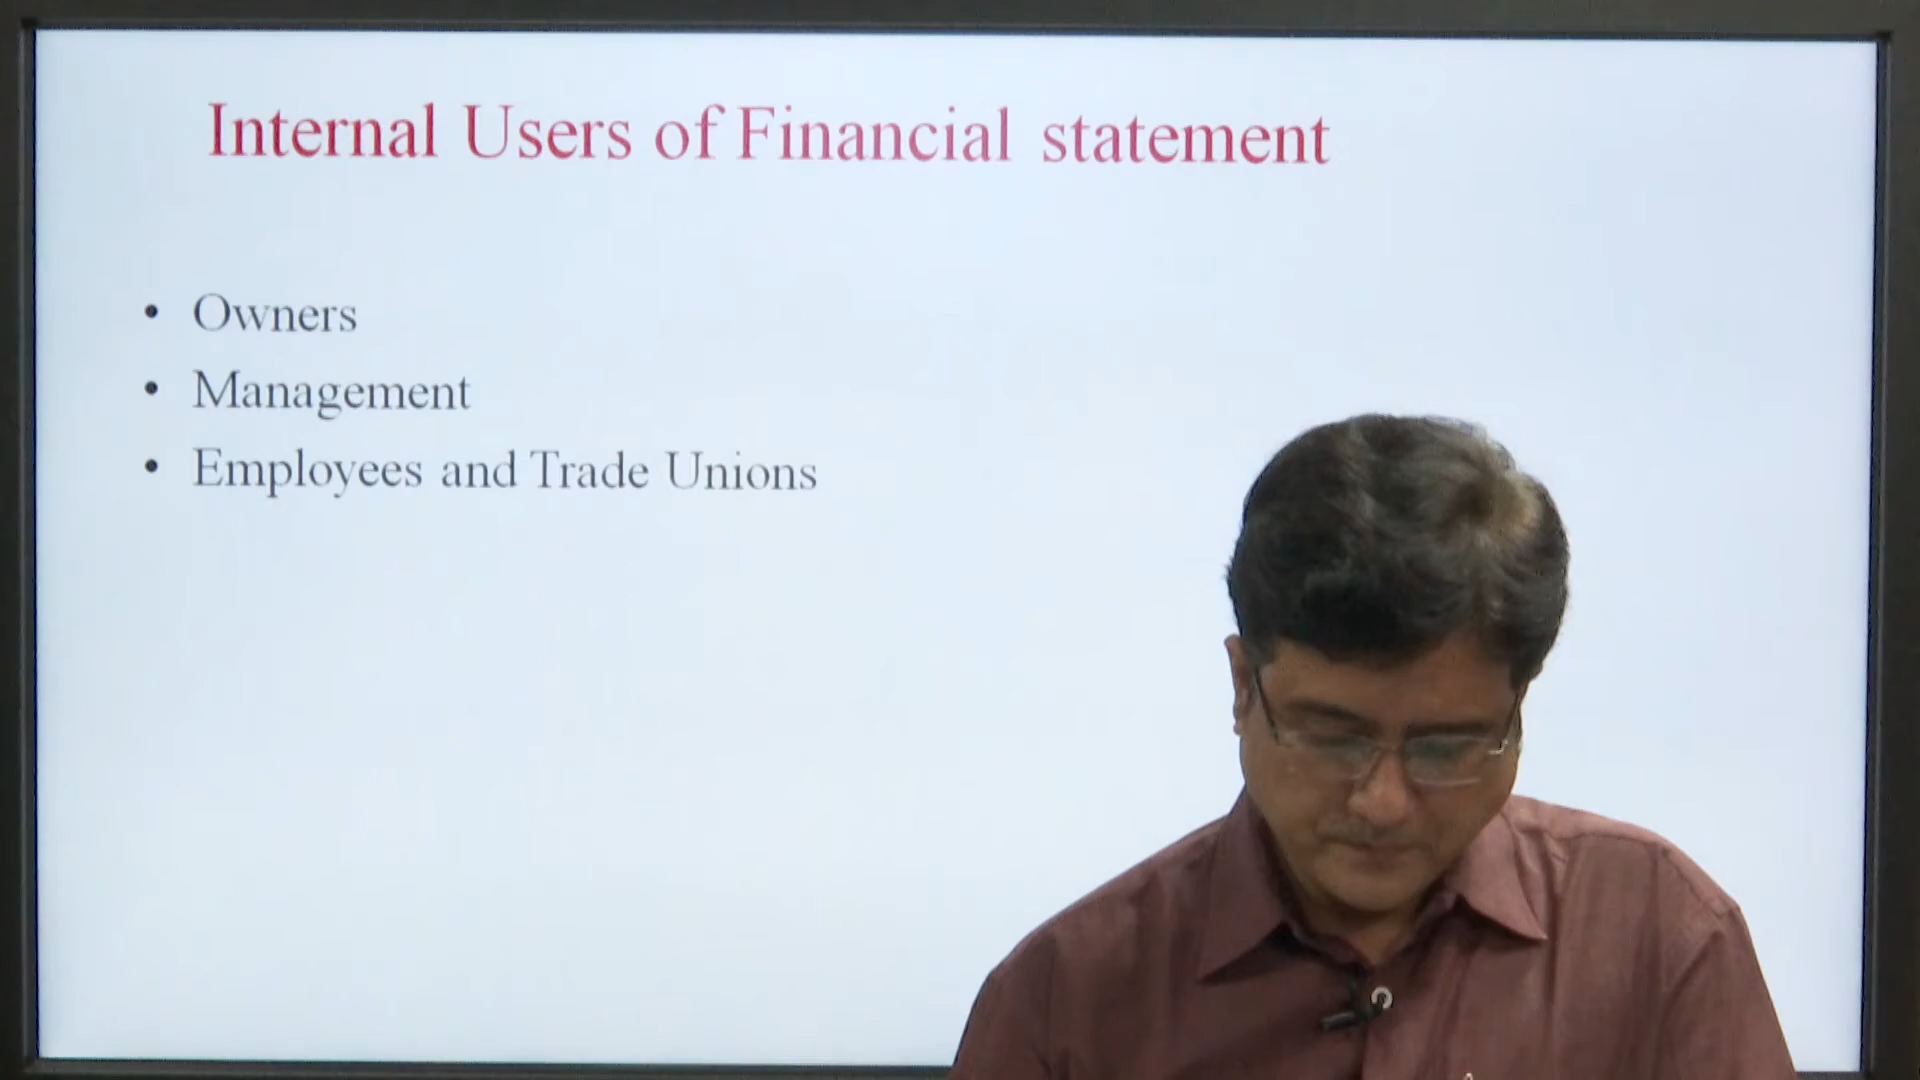 Internal Users of Financial statement
• Owners
• Management
• Employees and Trade Unions